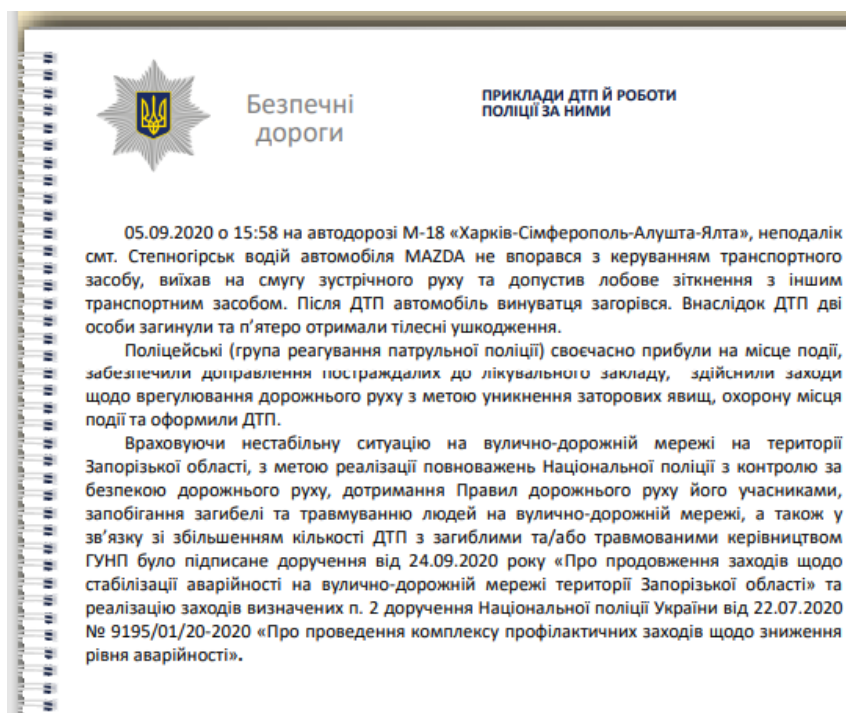 Безпечні
дороги
ПРИКЛАДИ ДТП Й РОБОТИ
ПОЛІЦІЇ ЗА НИМИ
05.09.2020 о 15:58 на автодорозі М-18 «Харків-Сімферополь-Алушта-Ялта», неподалік
смт. Степногірськ водій автомобіля MAZDA не впорався з керуванням транспортного
засобу, виїхав на смугу зустрічного руху та допустив лобове зіткнення з іншим
транспортним засобом. Після ДТП автомобіль винуватця загорівся. Внаслідок ДТП дві
особи загинули та п’ятеро отримали тілесні ушкодження.
Поліцейські (група реагування патрульної поліції) своєчасно прибули на місце події,
забезпечили доправлення постраждалих до лікувального закладу, здійснили заходи
щодо врегулювання дорожнього руху з метою уникнення заторових явищ, охорону місця
події та оформили ДТП.
Враховуючи нестабільну ситуацію на вулично-дорожній мережі на території
Запорізької області, з метою реалізації повноважень Національної поліції з контролю за
безпекою дорожнього руху, дотримання Правил дорожнього руху його учасниками,
запобігання загибелі та травмуванню людей на вулично-дорожній мережі, а також у
зв’язку зі збільшенням кількості ДТП з загиблими та/або травмованими керівництвом
ГУНП було підписане доручення від 24.09.2020 року «Про продовження заходів щодо
стабілізації аварійності на вулично-дорожній мережі території Запорізької області» та
реалізацію заходів визначених п. 2 доручення Національної поліції України від 22.07.2020
№ 9195/01/20-2020 «Про проведення комплексу профілактичних заходів щодо зниження
рівня аварійності».